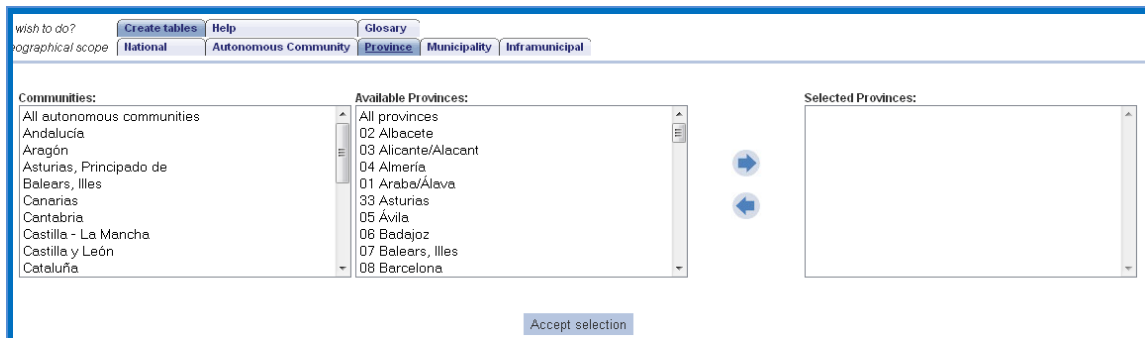 wish to do? Create tables Help Glossary
ographical scope National Autonomous Community Province Municipality Inframunicipal
Communities: Available Provinces: Selected Provinces:
All autonomous communities All provinces
Andalucía 02 Albacete
Aragón 03 Alicante/Alacant
Asturias, Principado de 04 Almería
Balears, Illes 01 Araba/Álava
Canarias 33 Asturias
Cantabria 05 Ávila
Castilla - La Mancha 06 Badajoz
Castilla y León 07 Balears, Illes
Cataluña 08 Barcelona
Accept selection